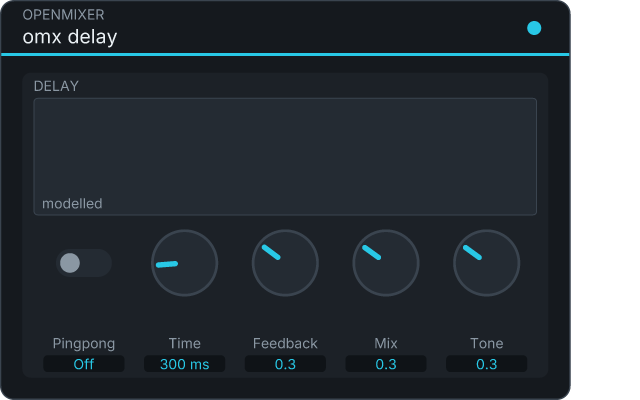 OPENMIXER
omx delay
DELAY
modelled
Pingpong Time Feedback Mix Tone
Off 300 ms 0.3 0.3 0.3